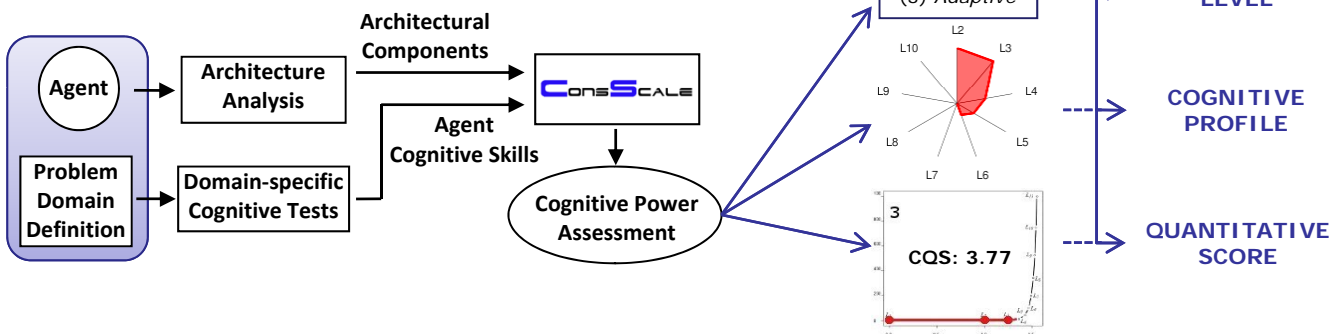 (3) Adaptive
LEVEL
Architectural
Components
Agent
Architecture
Analysis
ConsScale
Agent
Cognitive Skills
Problem
Domain
Definition
Domain-specific
Cognitive Tests
Cognitive Power
Assessment
L2
L3
L4
L5
L6
L7
L8
L9
L10
COGNITIVE
PROFILE
3
CQS: 3.77
QUANTITATIVE
SCORE